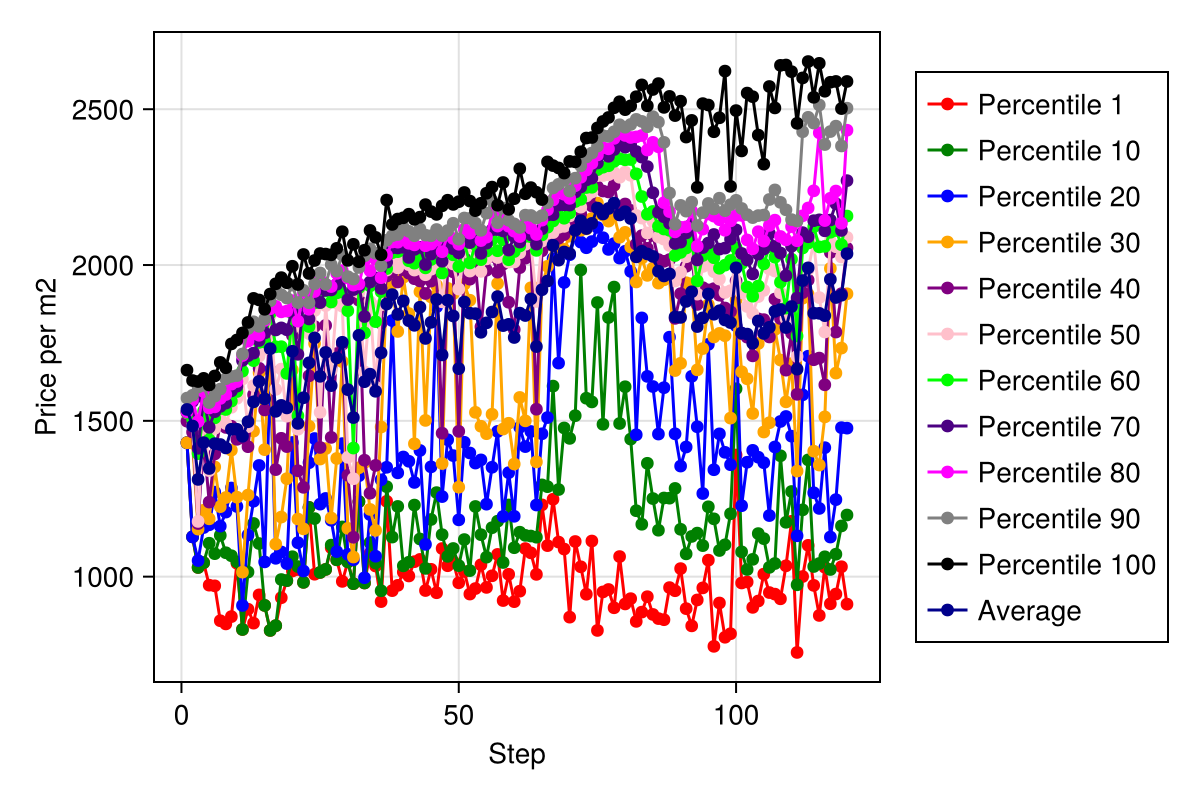 2500
2000
1500
1000
Price per m2
0
50
100
Step
Percentile 1
Percentile 10
Percentile 20
Percentile 30
Percentile 40
Percentile 50
Percentile 60
Percentile 70
Percentile 80
Percentile 90
Percentile 100
Average